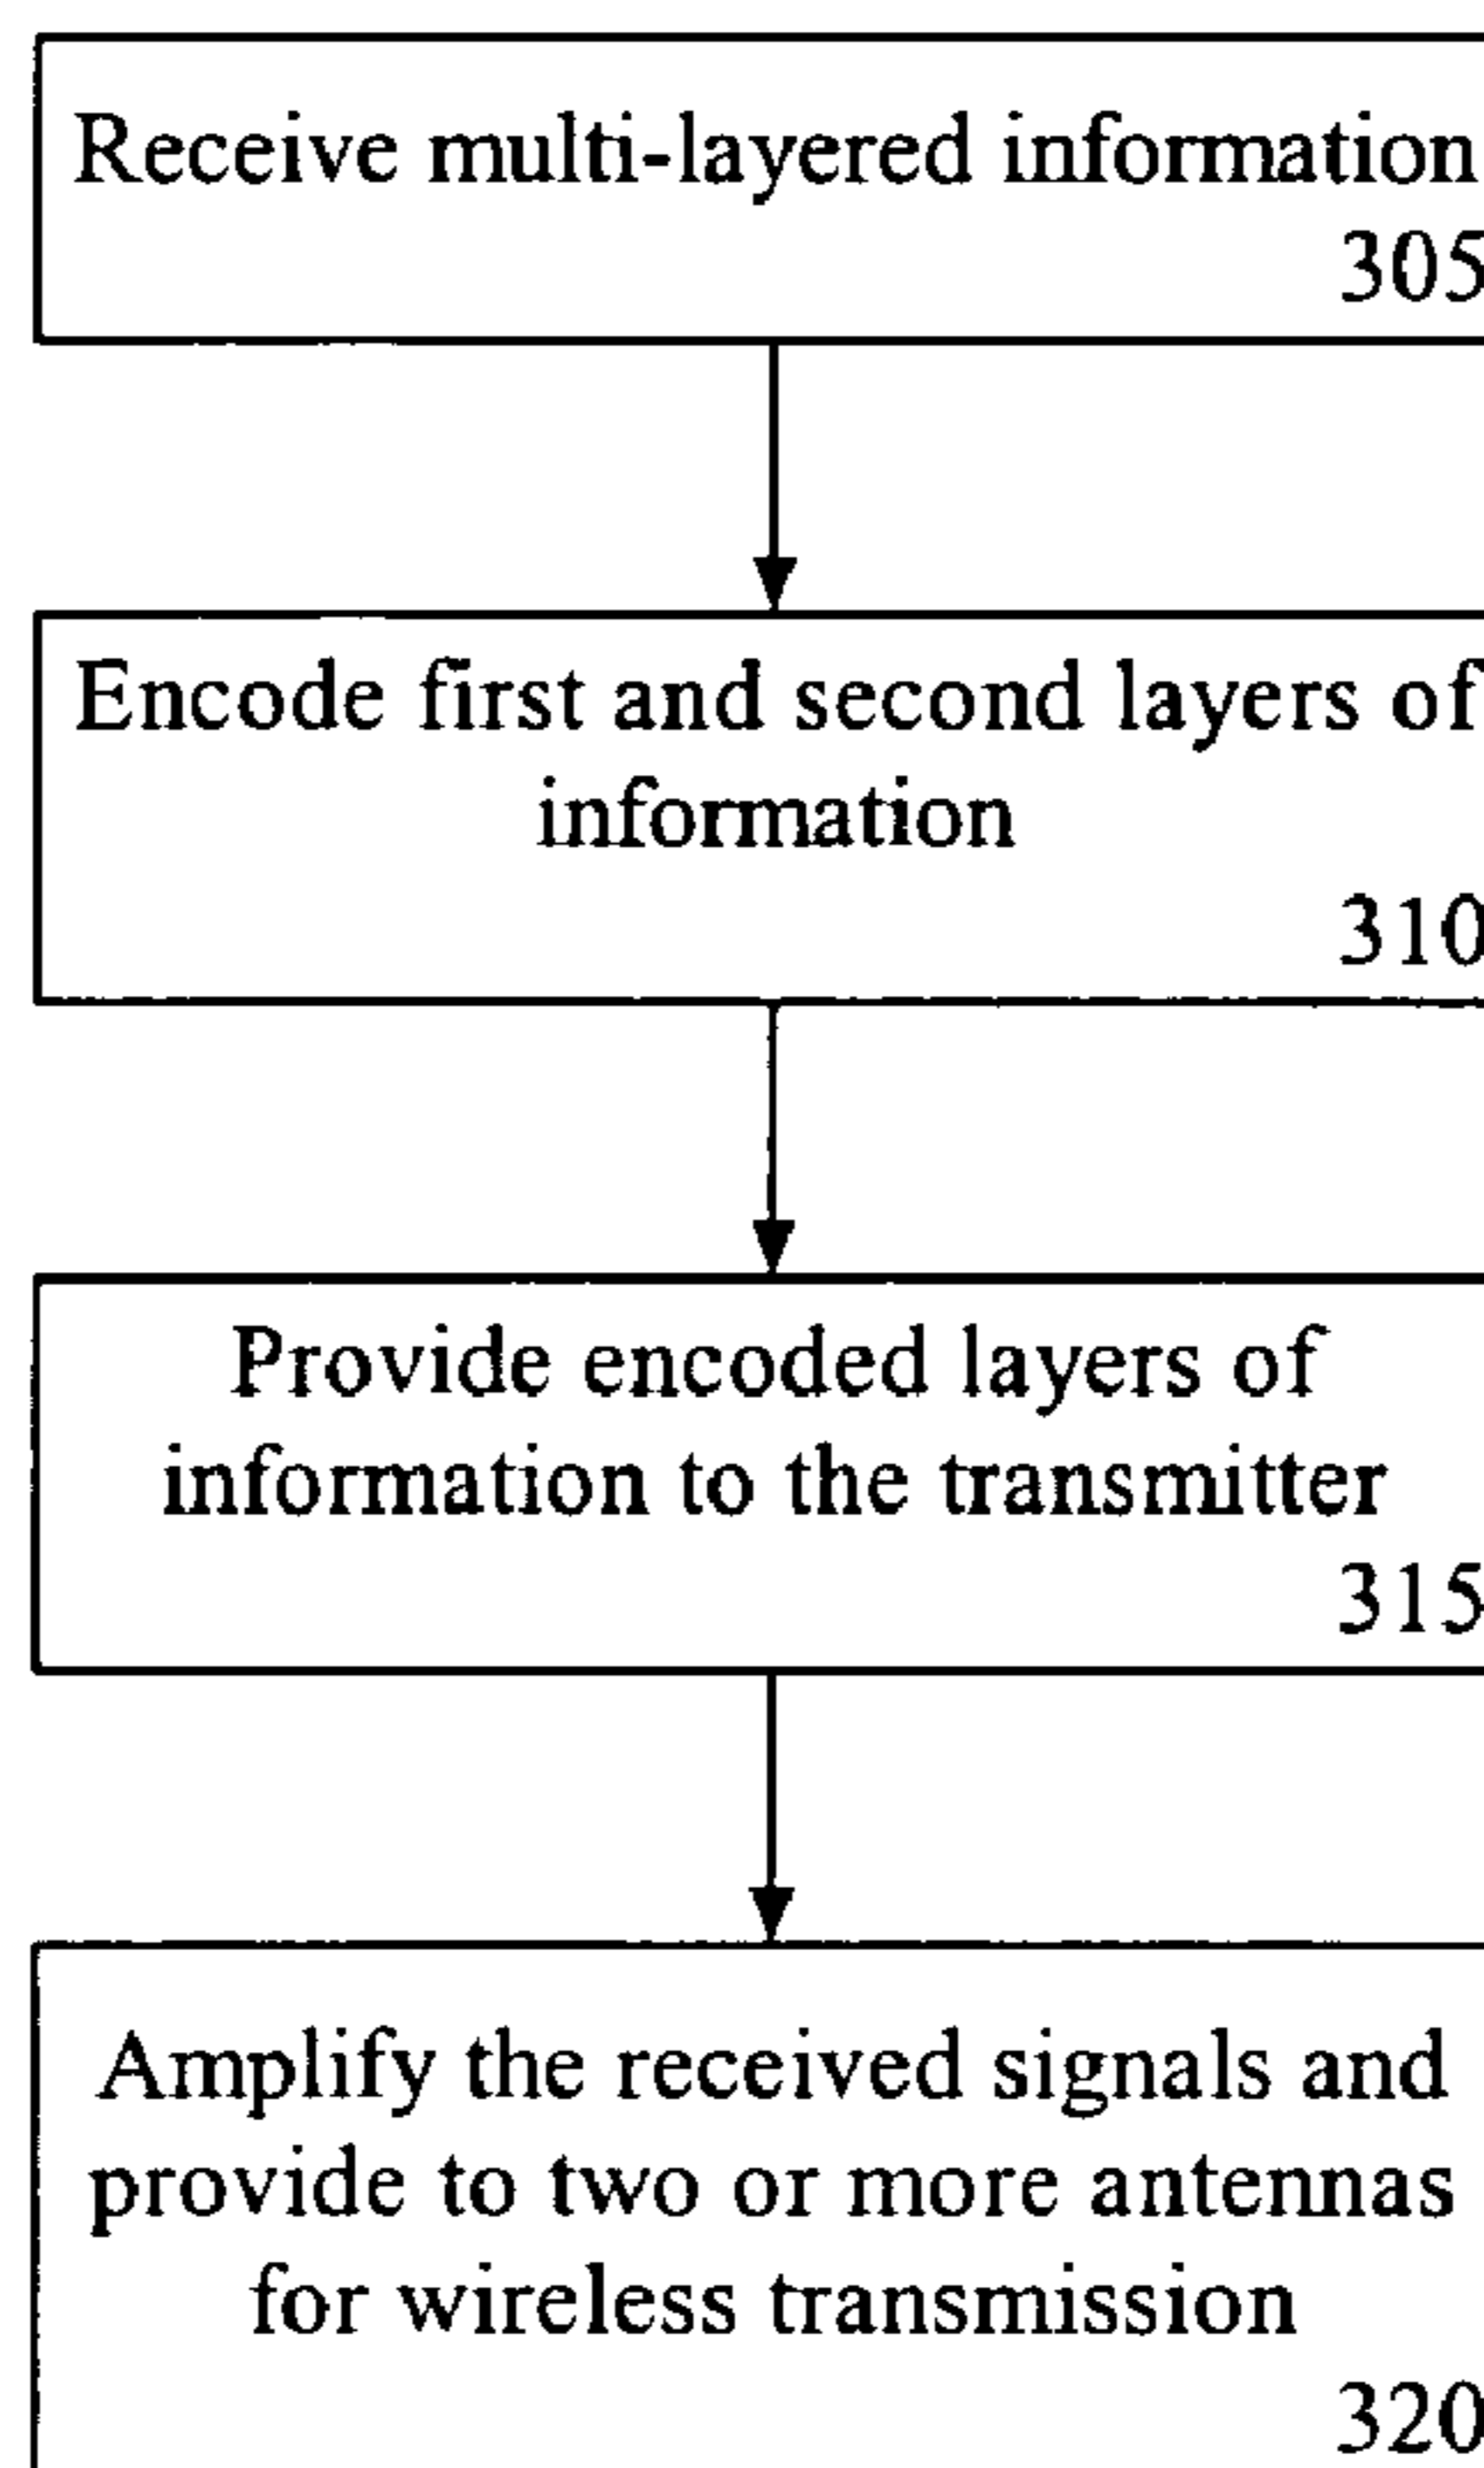 Receive multi-layered information
305
Encode first and second layers of
information
310
Provide encoded layers of
information to the transmitter
315
Amplify the received signals and
provide to two or more antennas
for wireless transmission
320